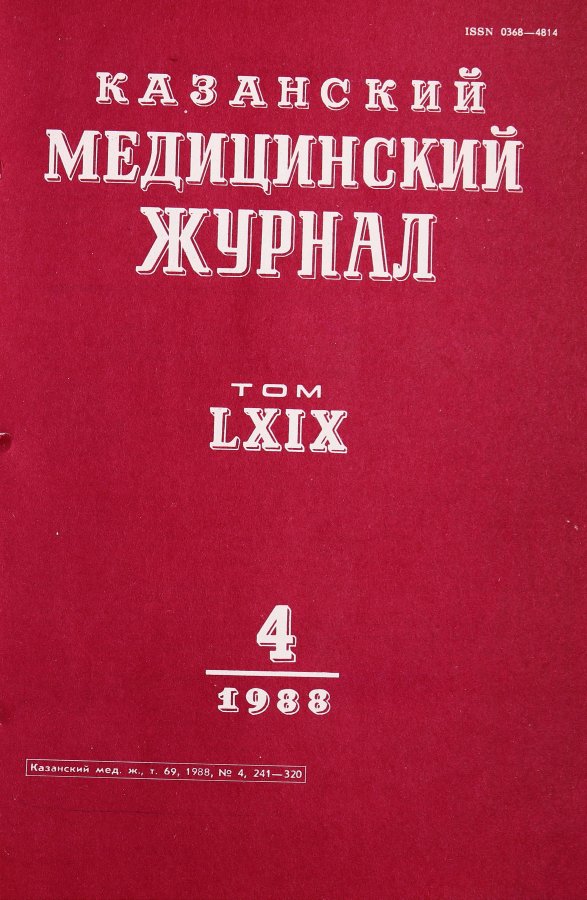 ISSN 0368—4814
КАЗАНСКИЙ
МЕДИЦИНСКИЙ
ЖУРНАЛ
ТОМ
LXIX
4
1988
Казанский мед. ж., т. 69, 1988, № 4, 241—320